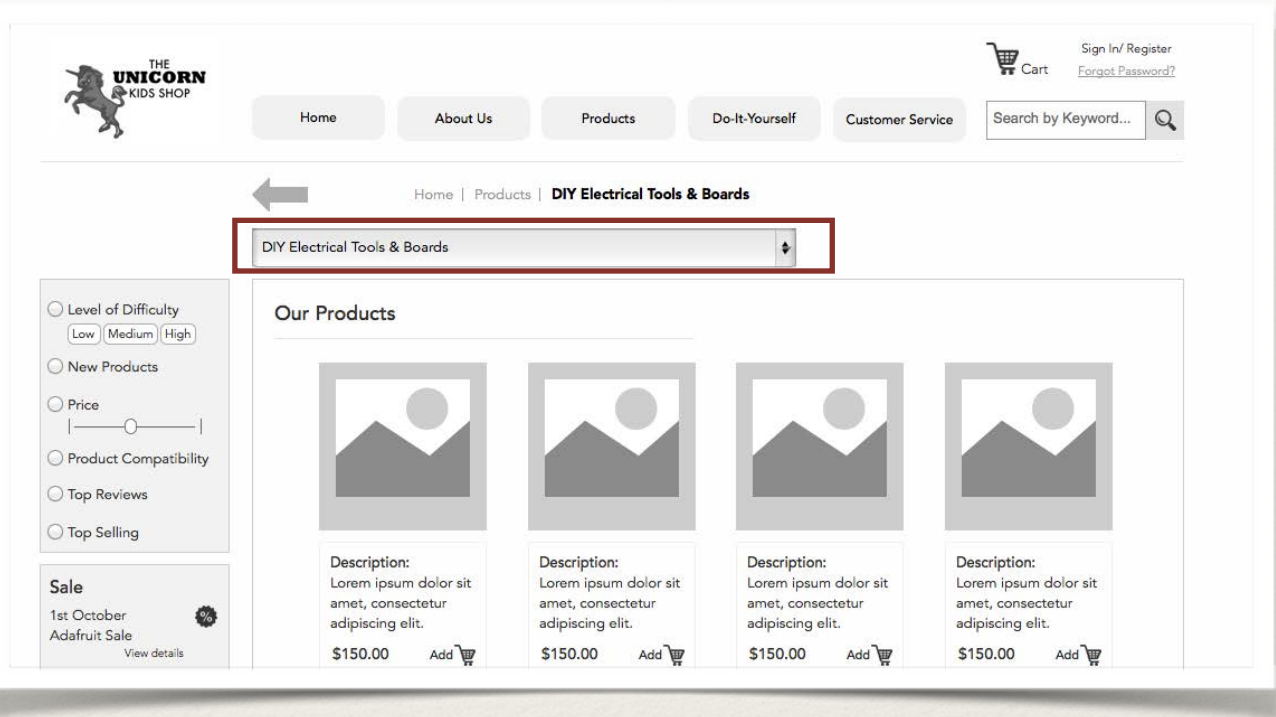 THE
UNICORN
KIDS SHOP
Cart
Sign In/ Register
Forgot Password?
Home
About Us
Products
Do-It-Yourself
Customer Service
Search by Keyword...
Home | Products | DIY Electrical Tools & Boards
DIY Electrical Tools & Boards
Level of Difficulty
Low Medium High
New Products
Price
Product Compatibility
Top Reviews
Top Selling
Sale
1st October
%
Adafruit Sale
View details
Our Products
Description:
Lorem ipsum dolor sit
amet, consectetur
adipiscing elit.
$150.00 Add
Description:
Lorem ipsum dolor sit
amet, consectetur
adipiscing elit.
$150.00 Add
Description:
Lorem ipsum dolor sit
amet, consectetur
adipiscing elit.
$150.00 Add
Description:
Lorem ipsum dolor sit
amet, consectetur
adipiscing elit.
$150.00 Add